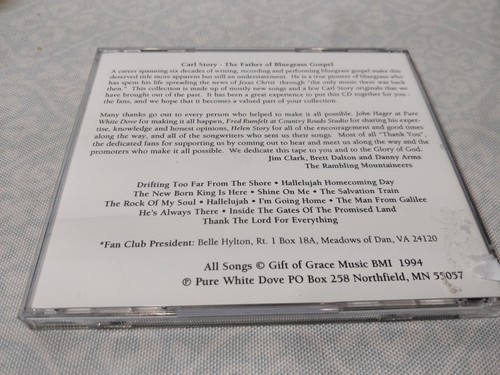 Carl Story - The Father of Bluegrass Gospel
A career spanning six decades of writing, recording and performing bluegrass gospel make this
deserved title more apparent but still an understatement. He is a true pioneer of bluegrass who
has spent his life spreading the news of Jesus Christ through "the only music there was back
then." This collection is made up of mostly new songs and a few Carl Story originals that we
have brought out of the past. It has been a great experience to put this CD together for you -
the fans, and we hope that it becomes a valued part of your collection.
Many thanks go out to every person who helped to make it all possible. John Hager at Pure
White Dove for making it all happen, Fred Rumfelt at Country Roads Studio for sharing his exper-
tise, knowledge and honest opinions, Helen Story for all of the encouragement and good times
along the way, and all of the songwriters who sent us their songs. Most of all "Thank You",
the dedicated fans for supporting us by coming out to hear and meet us along the way and the
promoters who make it all possible. We dedicate this tape to you and to the Glory of God.
Jim Clark, Brett Dalton and Danny Arms
The Rambling Mountaineers
Drifting Too Far From The Shore • Hallelujah Homecoming Day
The New Born King Is Here • Shine On Me • The Salvation Train
The Rock Of My Soul • Hallelujah • I'm Going Home • The Man From Galilee
He's Always There • Inside The Gates Of The Promised Land
Thank The Lord For Everything
*Fan Club President: Belle Hylton, Rt. 1 Box 18A, Meadows of Dan, VA 24120
All Songs © Gift of Grace Music BMI 1994
℗ Pure White Dove PO Box 258 Northfield, MN 55057